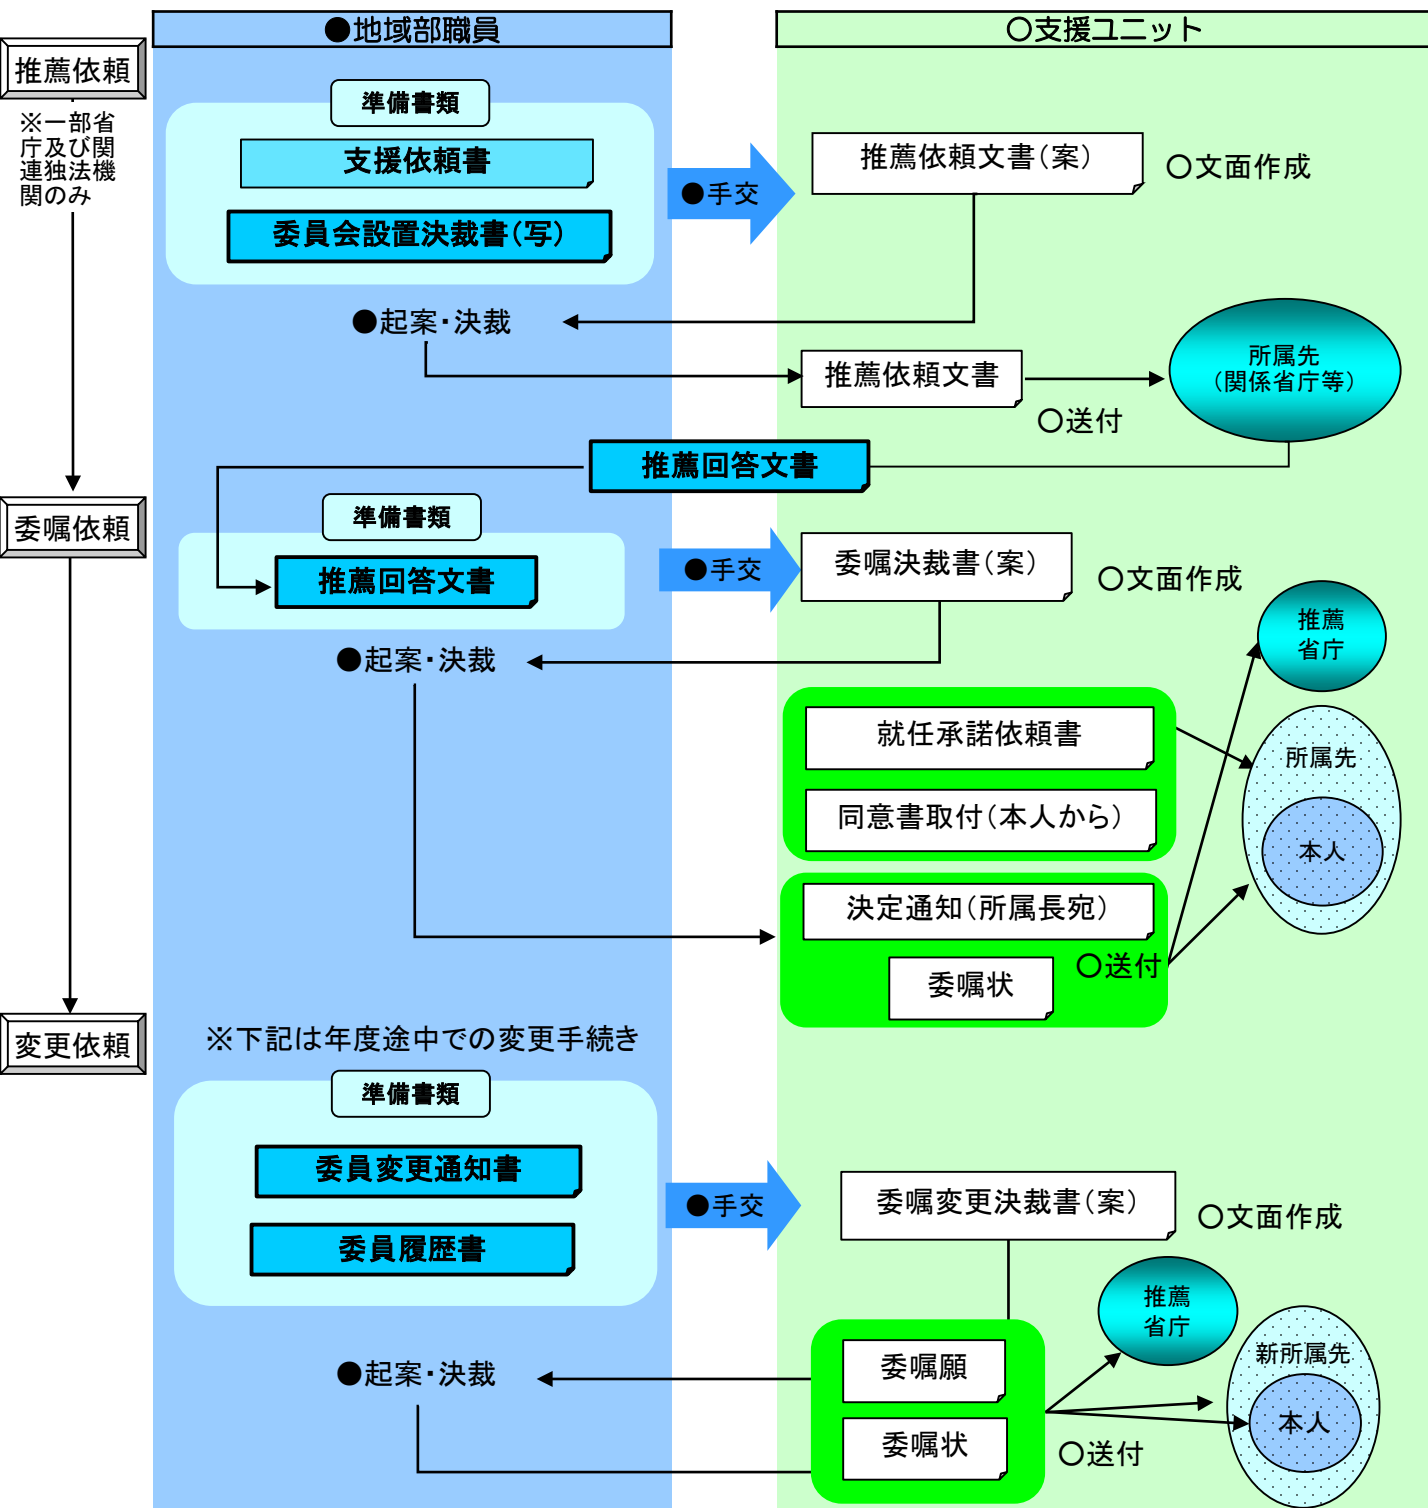 ●地域部職員
○支援ユニット
推薦依頼
※一部省
庁及び関
連独法機
関のみ
準備書類
支援依頼書
委員会設置決裁書(写)
●手交
推薦依頼文書(案)
○文面作成
●起案・決裁
推薦依頼文書
○送付
所属先
(関係省庁等)
推薦回答文書
委嘱依頼
準備書類
推薦回答文書
●手交
委嘱決裁書(案)
○文面作成
●起案・決裁
推薦
省庁
就任承諾依頼書
同意書取付(本人から)
所属先
本人
決定通知(所属長宛)
○送付
委嘱状
変更依頼
※下記は年度途中での変更手続き
準備書類
委員変更通知書
委員履歴書
●手交
委嘱変更決裁書(案)
○文面作成
推薦
省庁
●起案・決裁
委嘱願
委嘱状
○送付
新所属先
本人